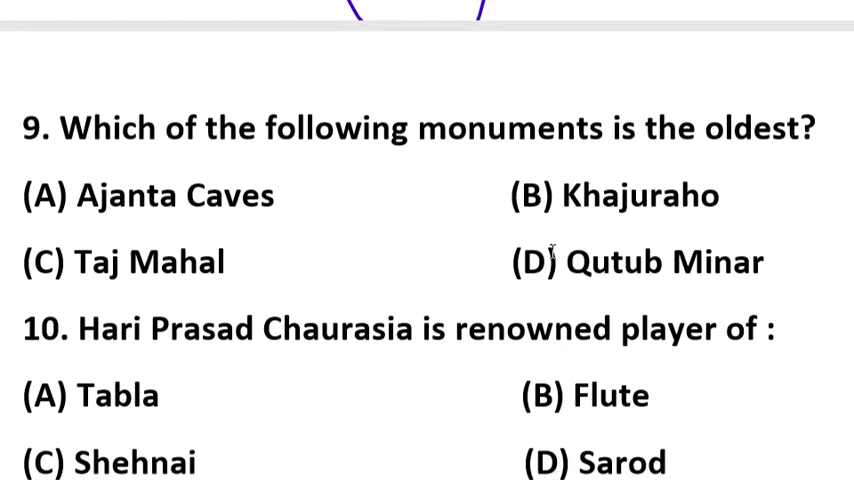 9. Which of the following monuments is the oldest?
(A) Ajanta Caves (B) Khajuraho
(C) Taj Mahal (D) Qutub Minar
10. Hari Prasad Chaurasia is renowned player of :
(A) Tabla (B) Flute
(C) Shehnai (D) Sarod